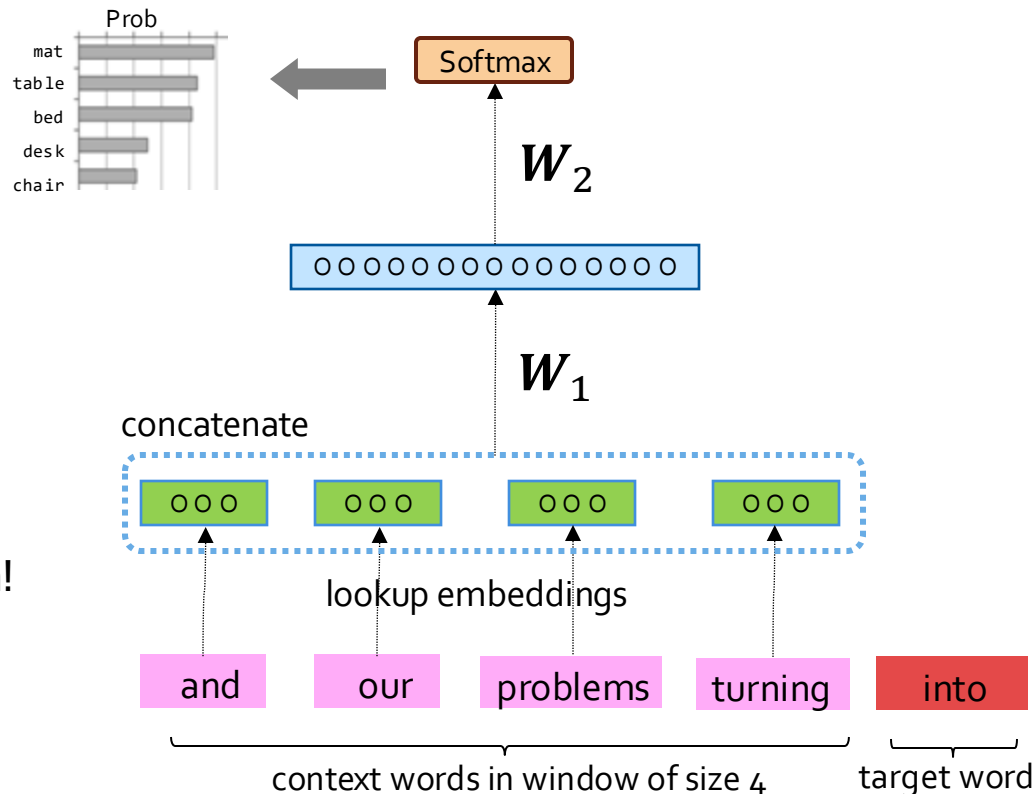 Prob
mat
table
bed
desk
chair
Softmax
W2
O O O O O O O O O O O O O O O
W1
concatenate
O O O
O O O
O O O
O O O
!
lookup embeddings
and our problems turning into
context words in window of size 4
target word